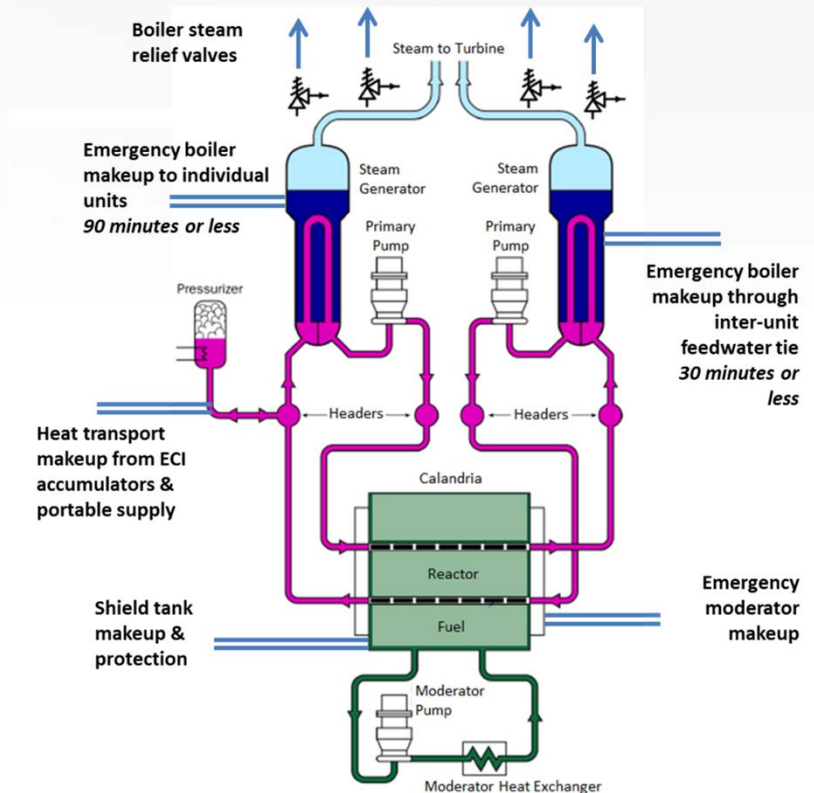 Boiler steam
relief valves
Steam to Turbine
Emergency boiler
makeup to individual
units
90 minutes or less
Steam
Generator
Steam
Generator
Primary
Pump
Primary
Pump
Emergency boiler
makeup through
inter-unit
feedwater tie
30 minutes or
less
Pressurizer
Headers
Headers
Heat transport
makeup from ECI
accumulators &
portable supply
Calandria
Reactor
Fuel
Shield tank
makeup &
protection
Emergency
moderator
makeup
Moderator
Pump
Moderator Heat Exchanger